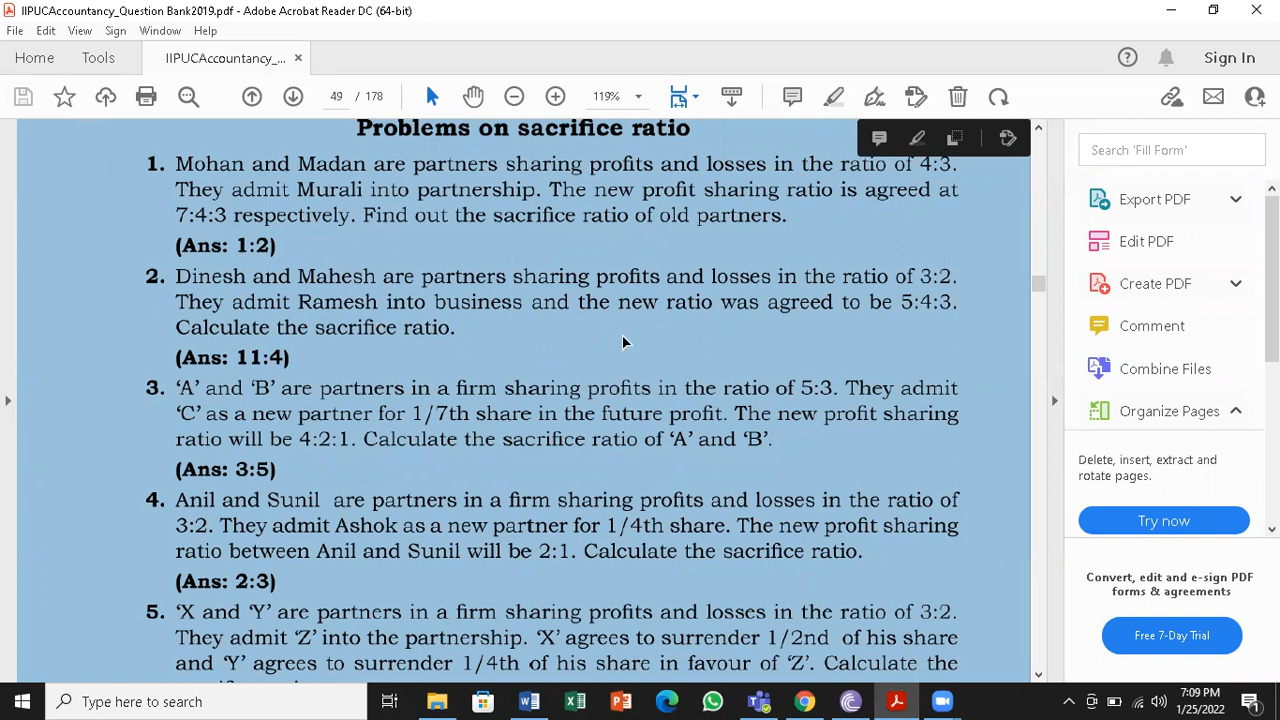 IIPUCAccountancy_Question Bank2019.pdf - Adobe Acrobat Reader DC (64-bit)
File Edit View Sign Window Help
Home Tools IIPUCAccountancy_... × Sign In
49 / 178 119%
Problems on sacrifice ratio
1. Mohan and Madan are partners sharing profits and losses in the ratio of 4:3.
They admit Murali into partnership. The new profit sharing ratio is agreed at
7:4:3 respectively. Find out the sacrifice ratio of old partners.
(Ans: 1:2)
2. Dinesh and Mahesh are partners sharing profits and losses in the ratio of 3:2.
They admit Ramesh into business and the new ratio was agreed to be 5:4:3.
Calculate the sacrifice ratio.
(Ans: 11:4)
3. ‘A’ and ‘B’ are partners in a firm sharing profits in the ratio of 5:3. They admit
‘C’ as a new partner for 1/7th share in the future profit. The new profit sharing
ratio will be 4:2:1. Calculate the sacrifice ratio of ‘A’ and ‘B’.
(Ans: 3:5)
4. Anil and Sunil are partners in a firm sharing profits and losses in the ratio of
3:2. They admit Ashok as a new partner for 1/4th share. The new profit sharing
ratio between Anil and Sunil will be 2:1. Calculate the sacrifice ratio.
(Ans: 2:3)
5. ‘X and ‘Y’ are partners in a firm sharing profits and losses in the ratio of 3:2.
They admit ‘Z’ into the partnership. ‘X’ agrees to surrender 1/2nd of his share
and ‘Y’ agrees to surrender 1/4th of his share in favour of ‘Z’. Calculate the
Search 'Fill Form'
Export PDF
Edit PDF
Create PDF
Comment
Combine Files
Organize Pages
Delete, insert, extract and
rotate pages.
Try now
Convert, edit and e-sign PDF
forms & agreements
Free 7-Day Trial
Type here to search
7:09 PM
1/25/2022